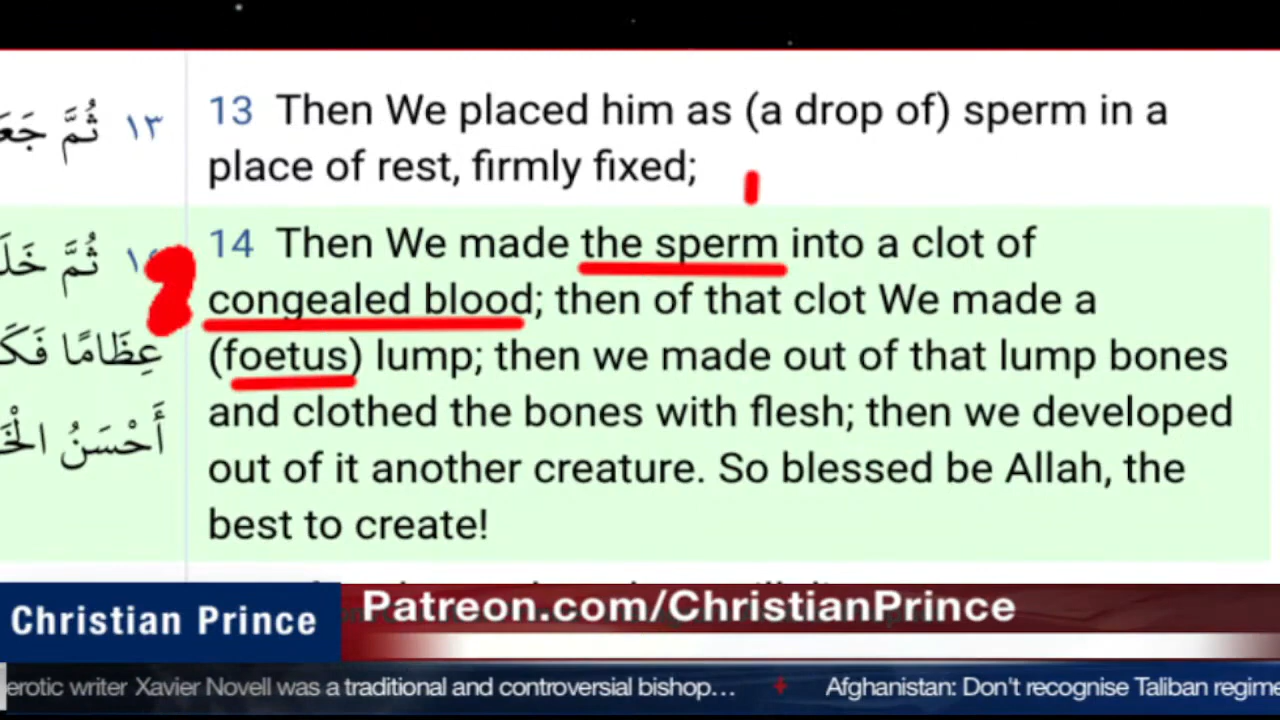 13 Then We placed him as (a drop of) sperm in a
place of rest, firmly fixed;
١٣ ثُمَّ
14 Then We made the sperm into a clot of
congealed blood; then of that clot We made a
(foetus) lump; then we made out of that lump bones
and clothed the bones with flesh; then we developed
out of it another creature. So blessed be Allah, the
best to create!
ثُمَّ
عِظَامًا
أَحْسَنُ
Christian Prince
Patreon.com/ChristianPrince
erotic writer Xavier Novell was a traditional and controversial bishop... Afghanistan: Don't recognise Taliban regime